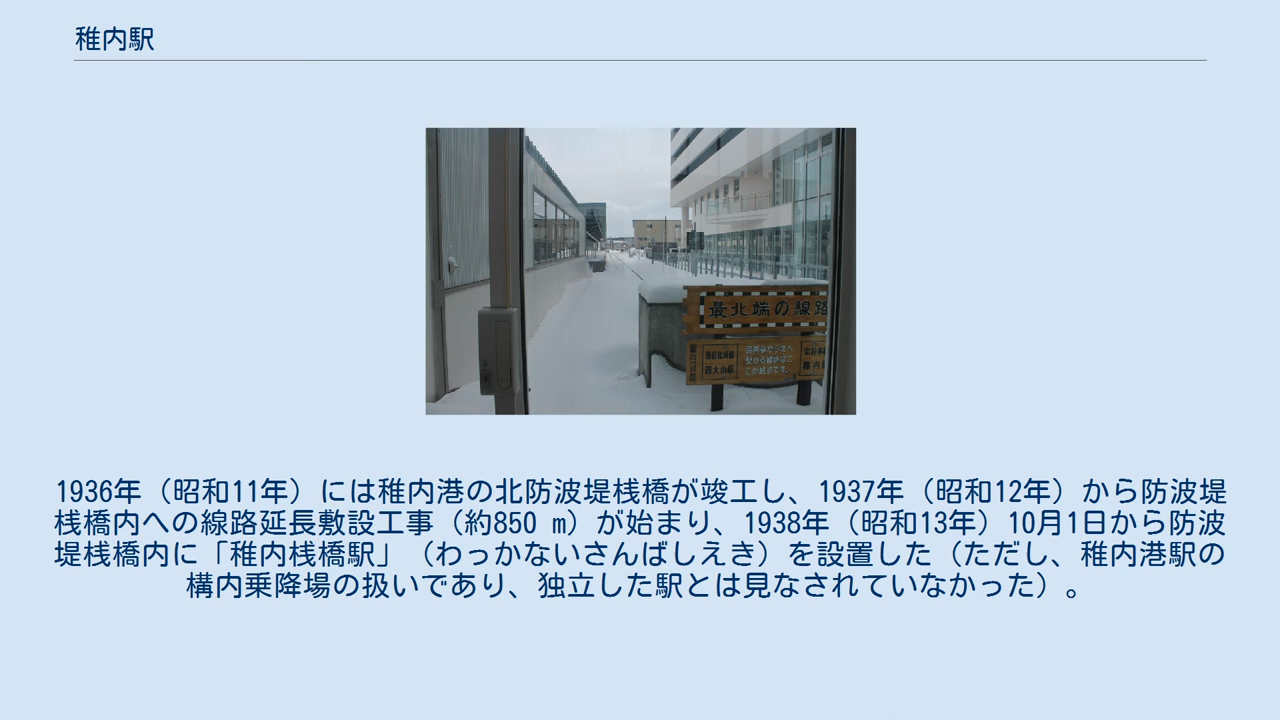 稚内駅
最北端の線路
西大山駅
稚内
1936年（昭和11年）には稚内港の北防波堤桟橋が竣工し、1937年（昭和12年）から防波堤
桟橋内への線路延長敷設工事（約850 m）が始まり、1938年（昭和13年）10月1日から防波
堤桟橋内に「稚内桟橋駅」（わっかないさんばしえき）を設置した（ただし、稚内港駅の
構内乗降場の扱いであり、独立した駅とは見なされていなかった）。